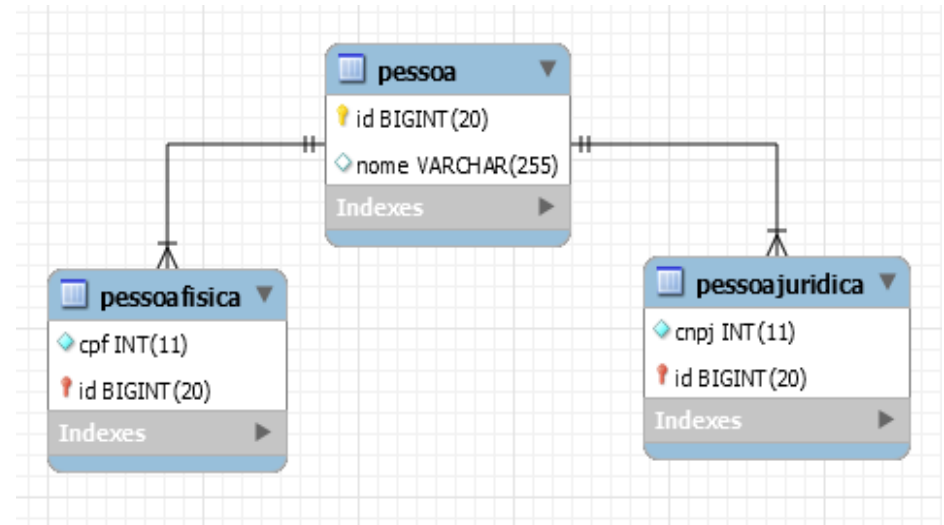 pessoa
id BIGINT(20)
nome VARCHAR(255)
Indexes
pessoafisica
cpf INT(11)
id BIGINT(20)
Indexes
pessoajuridica
cnpj INT(11)
id BIGINT(20)
Indexes